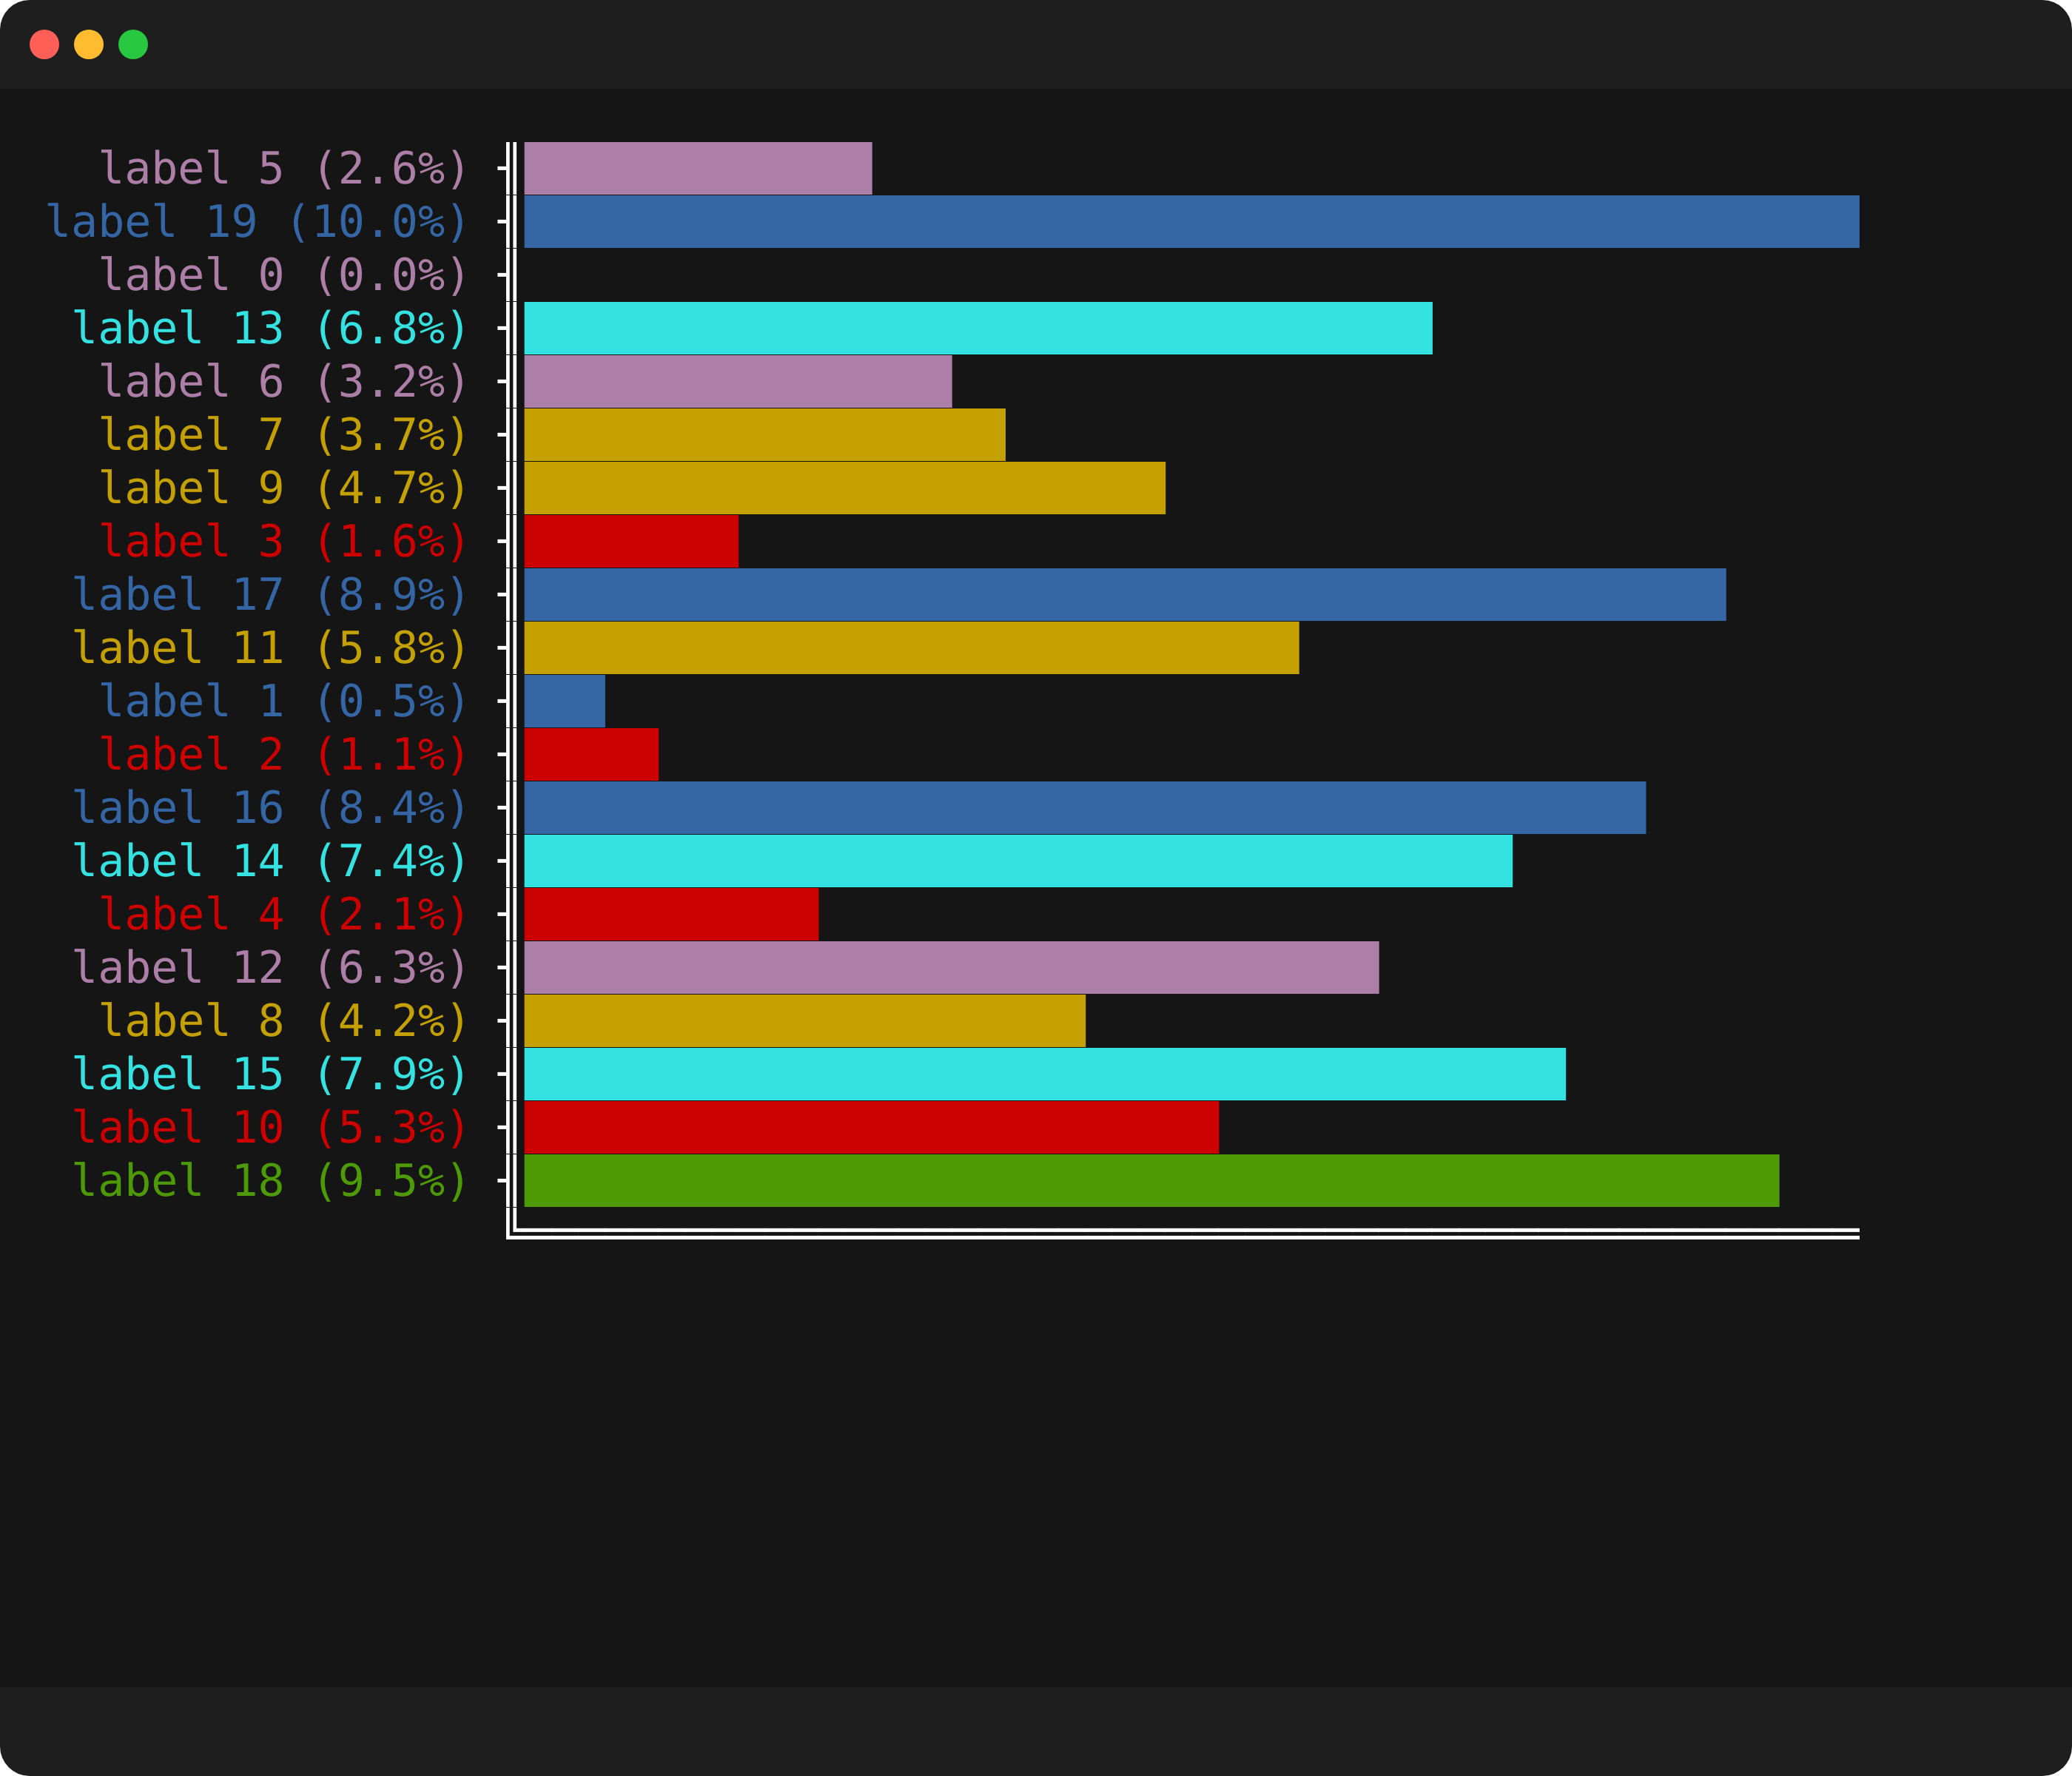 label 5 (2.6%)
label 19 (10.0%)
label 0 (0.0%)
label 13 (6.8%)
label 6 (3.2%)
label 7 (3.7%)
label 9 (4.7%)
label 3 (1.6%)
label 17 (8.9%)
label 11 (5.8%)
label 1 (0.5%)
label 2 (1.1%)
label 16 (8.4%)
label 14 (7.4%)
label 4 (2.1%)
label 12 (6.3%)
label 8 (4.2%)
label 15 (7.9%)
label 10 (5.3%)
label 18 (9.5%)